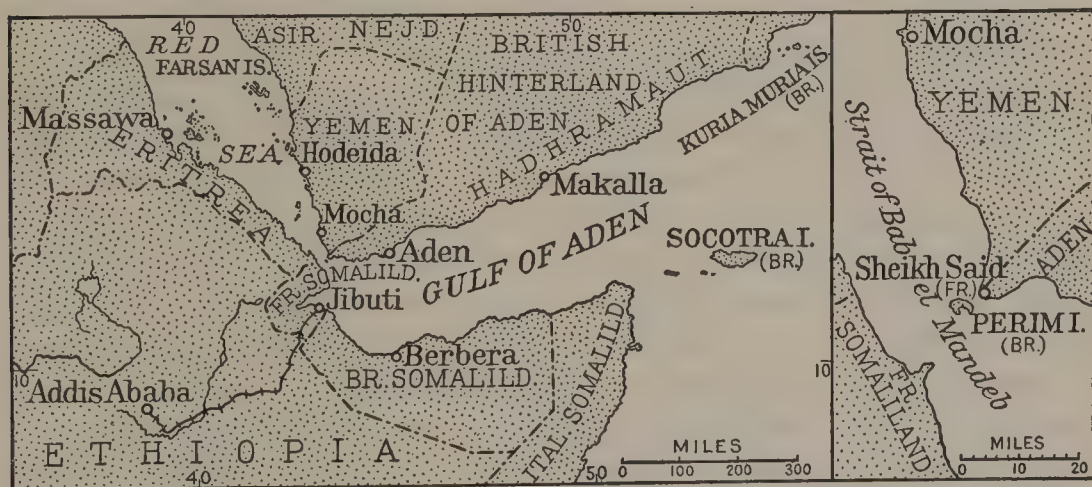 40
50
RED
FARSAN IS.
ASIR
NEJD
BRITISH
HINTERLAND
OF ADEN
KURIA MURIA IS.
(BR.)
Massawa
ERITREA
SEA
YEMEN
Hodeida
HADHRAMAUT
Makalla
Mocha
Aden
GULF OF ADEN
SOCOTRA I.
(BR.)
FR. SOMALILD.
Jibuti
Berbera
BR. SOMALILD.
ITAL SOMALILD
10
10
Addis Ababa
ETHIOPIA
40
50
MILES
0 100 200 300
Mocha
YEMEN
Strait of Bab el Mandeb
Sheikh Said
(FR.)
ADEN
PERIM I.
(BR.)
FR.
SOMALILAND
MILES
0 10 20